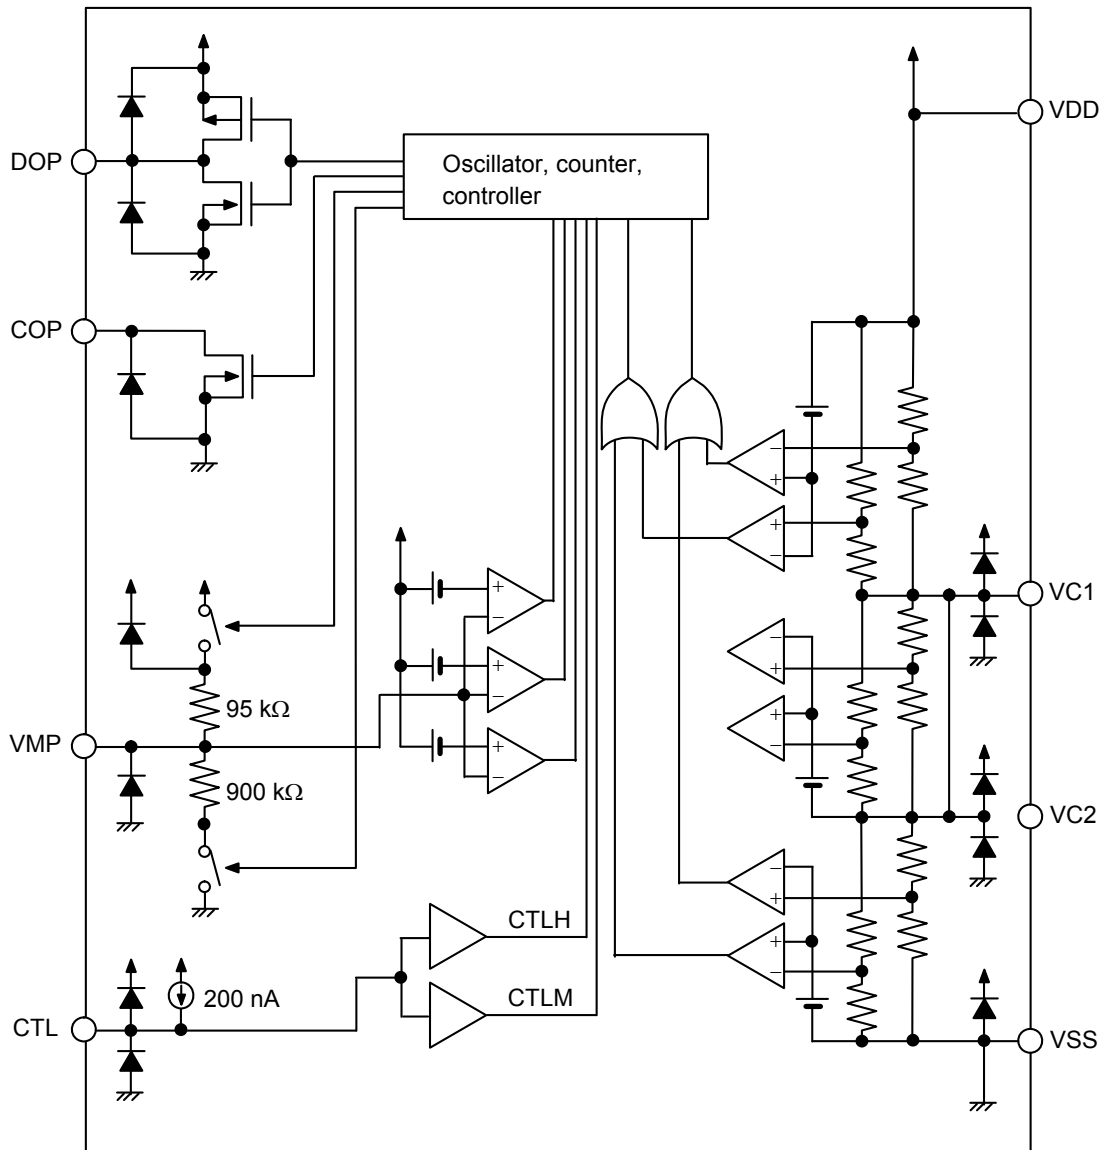 VDD
DOP
Oscillator, counter,
controller
COP
− + + − VC1
+ − + − + − − + + −
95 kΩ
VMP
900 kΩ
VC2
− + + −
CTLH
200 nA
CTLM
CTL
VSS